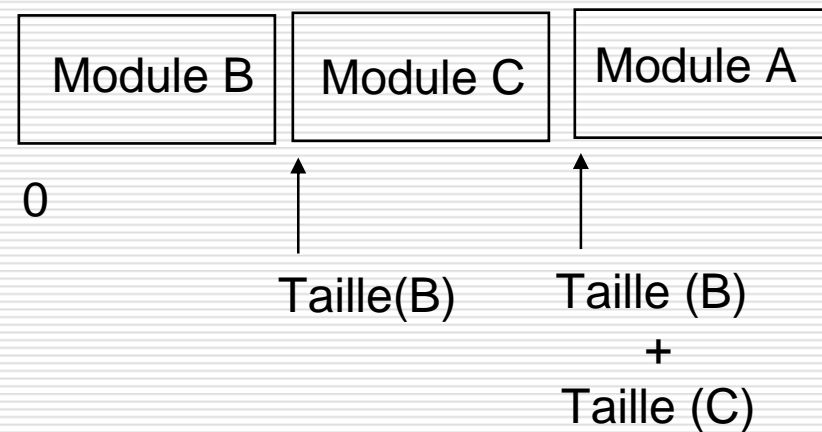 Module B
Module C
Module A
0
Taille(B)
Taille (B)
+
Taille (C)